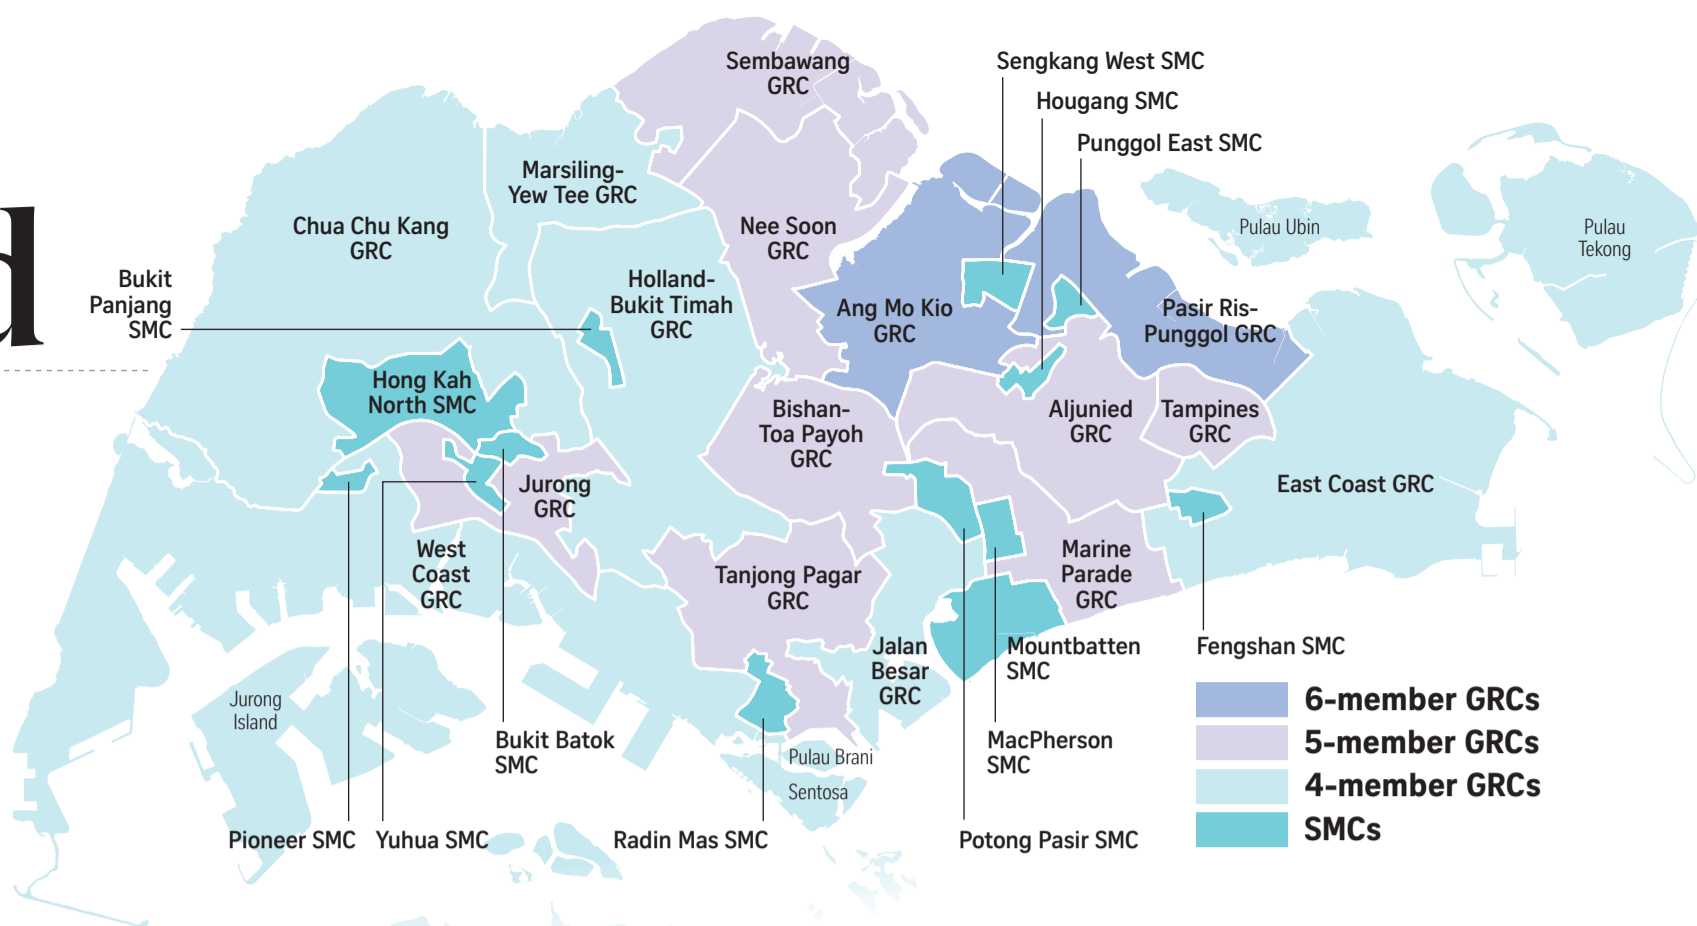 d
Sembawang
GRC
Sengkang West SMC
Hougang SMC
Punggol East SMC
Marsiling-
Yew Tee GRC
Chua Chu Kang
GRC
Nee Soon
GRC
Pulau Ubin
Pulau
Tekong
Bukit
Panjang
SMC
Holland-
Bukit Timah
GRC
Ang Mo Kio
GRC
Pasir Ris-
Punggol GRC
Hong Kah
North SMC
Bishan-
Toa Payoh
GRC
Aljunied
GRC
Tampines
GRC
Jurong
GRC
East Coast GRC
West
Coast
GRC
Tanjong Pagar
GRC
Marine
Parade
GRC
Jalan
Besar
GRC
Mountbatten
SMC
Fengshan SMC
Jurong
Island
Bukit Batok
SMC
Pulau Brani
Sentosa
MacPherson
SMC
Pioneer SMC
Yuhua SMC
Radin Mas SMC
Potong Pasir SMC
6-member GRCs
5-member GRCs
4-member GRCs
SMCs